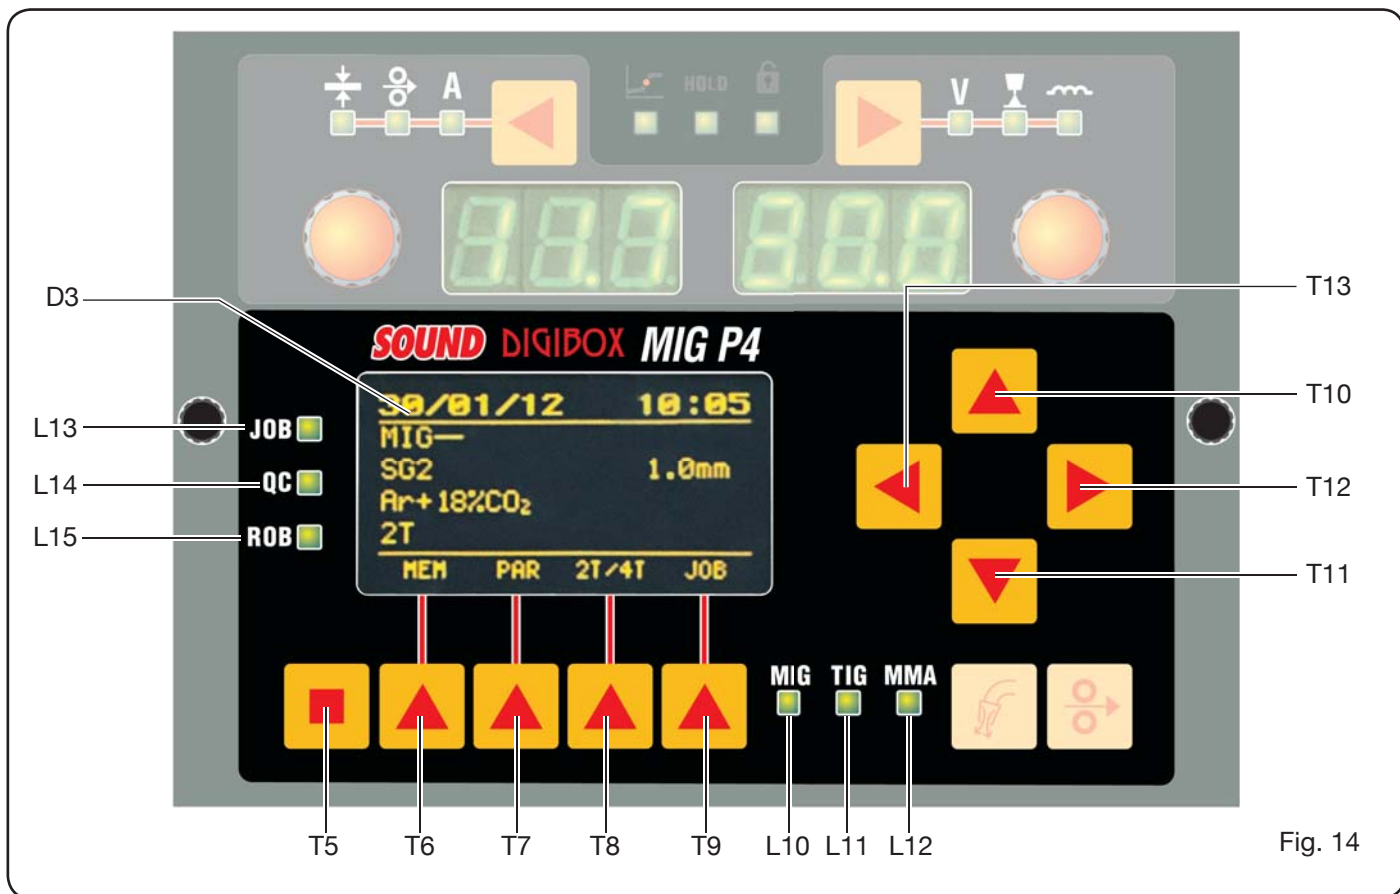 A HOLD V
D3
T13
SOUND DIGIBOX MIG P4
T10
30/01/12 10:05
L13
JOB
MIG—
L14
QC
SG2 1.0mm
T12
Ar+18%CO₂
L15
ROB
2T
T11
MEM PAR 2T/4T JOB
MIG TIG MMA
T5 T6 T7 T8 T9 L10 L11 L12
Fig. 14